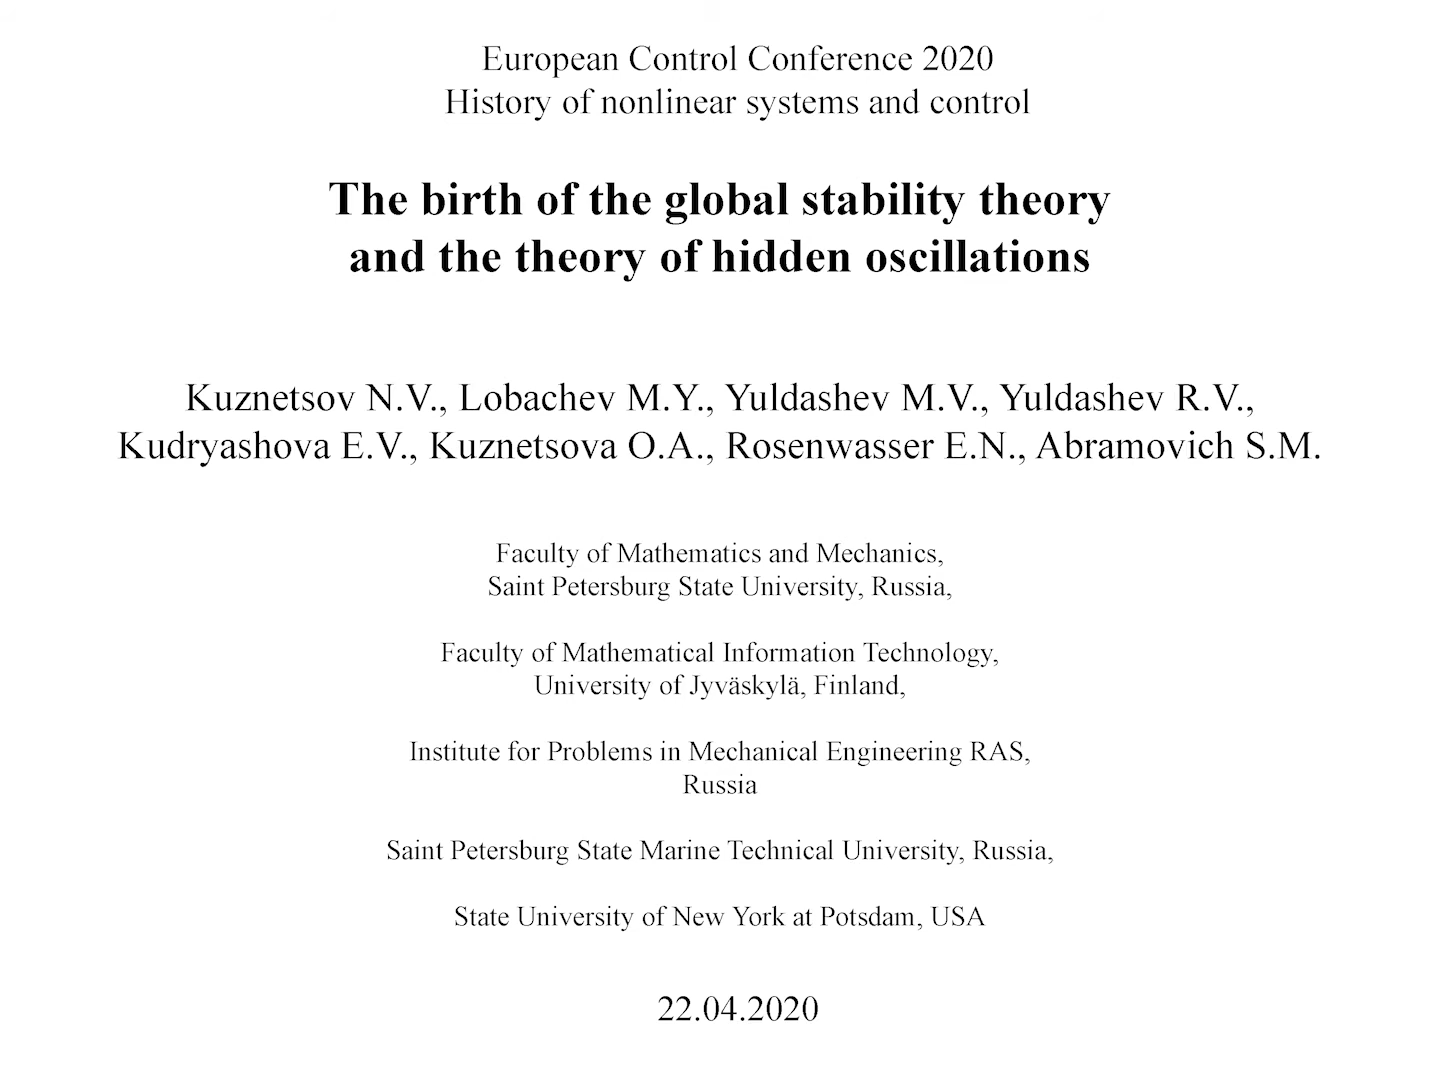 European Control Conference 2020
History of nonlinear systems and control
The birth of the global stability theory
and the theory of hidden oscillations
Kuznetsov N.V., Lobachev M.Y., Yuldashev M.V., Yuldashev R.V.,
Kudryashova E.V., Kuznetsova O.A., Rosenwasser E.N., Abramovich S.M.
Faculty of Mathematics and Mechanics,
Saint Petersburg State University, Russia,
Faculty of Mathematical Information Technology,
University of Jyväskylä, Finland,
Institute for Problems in Mechanical Engineering RAS,
Russia
Saint Petersburg State Marine Technical University, Russia,
State University of New York at Potsdam, USA
22.04.2020